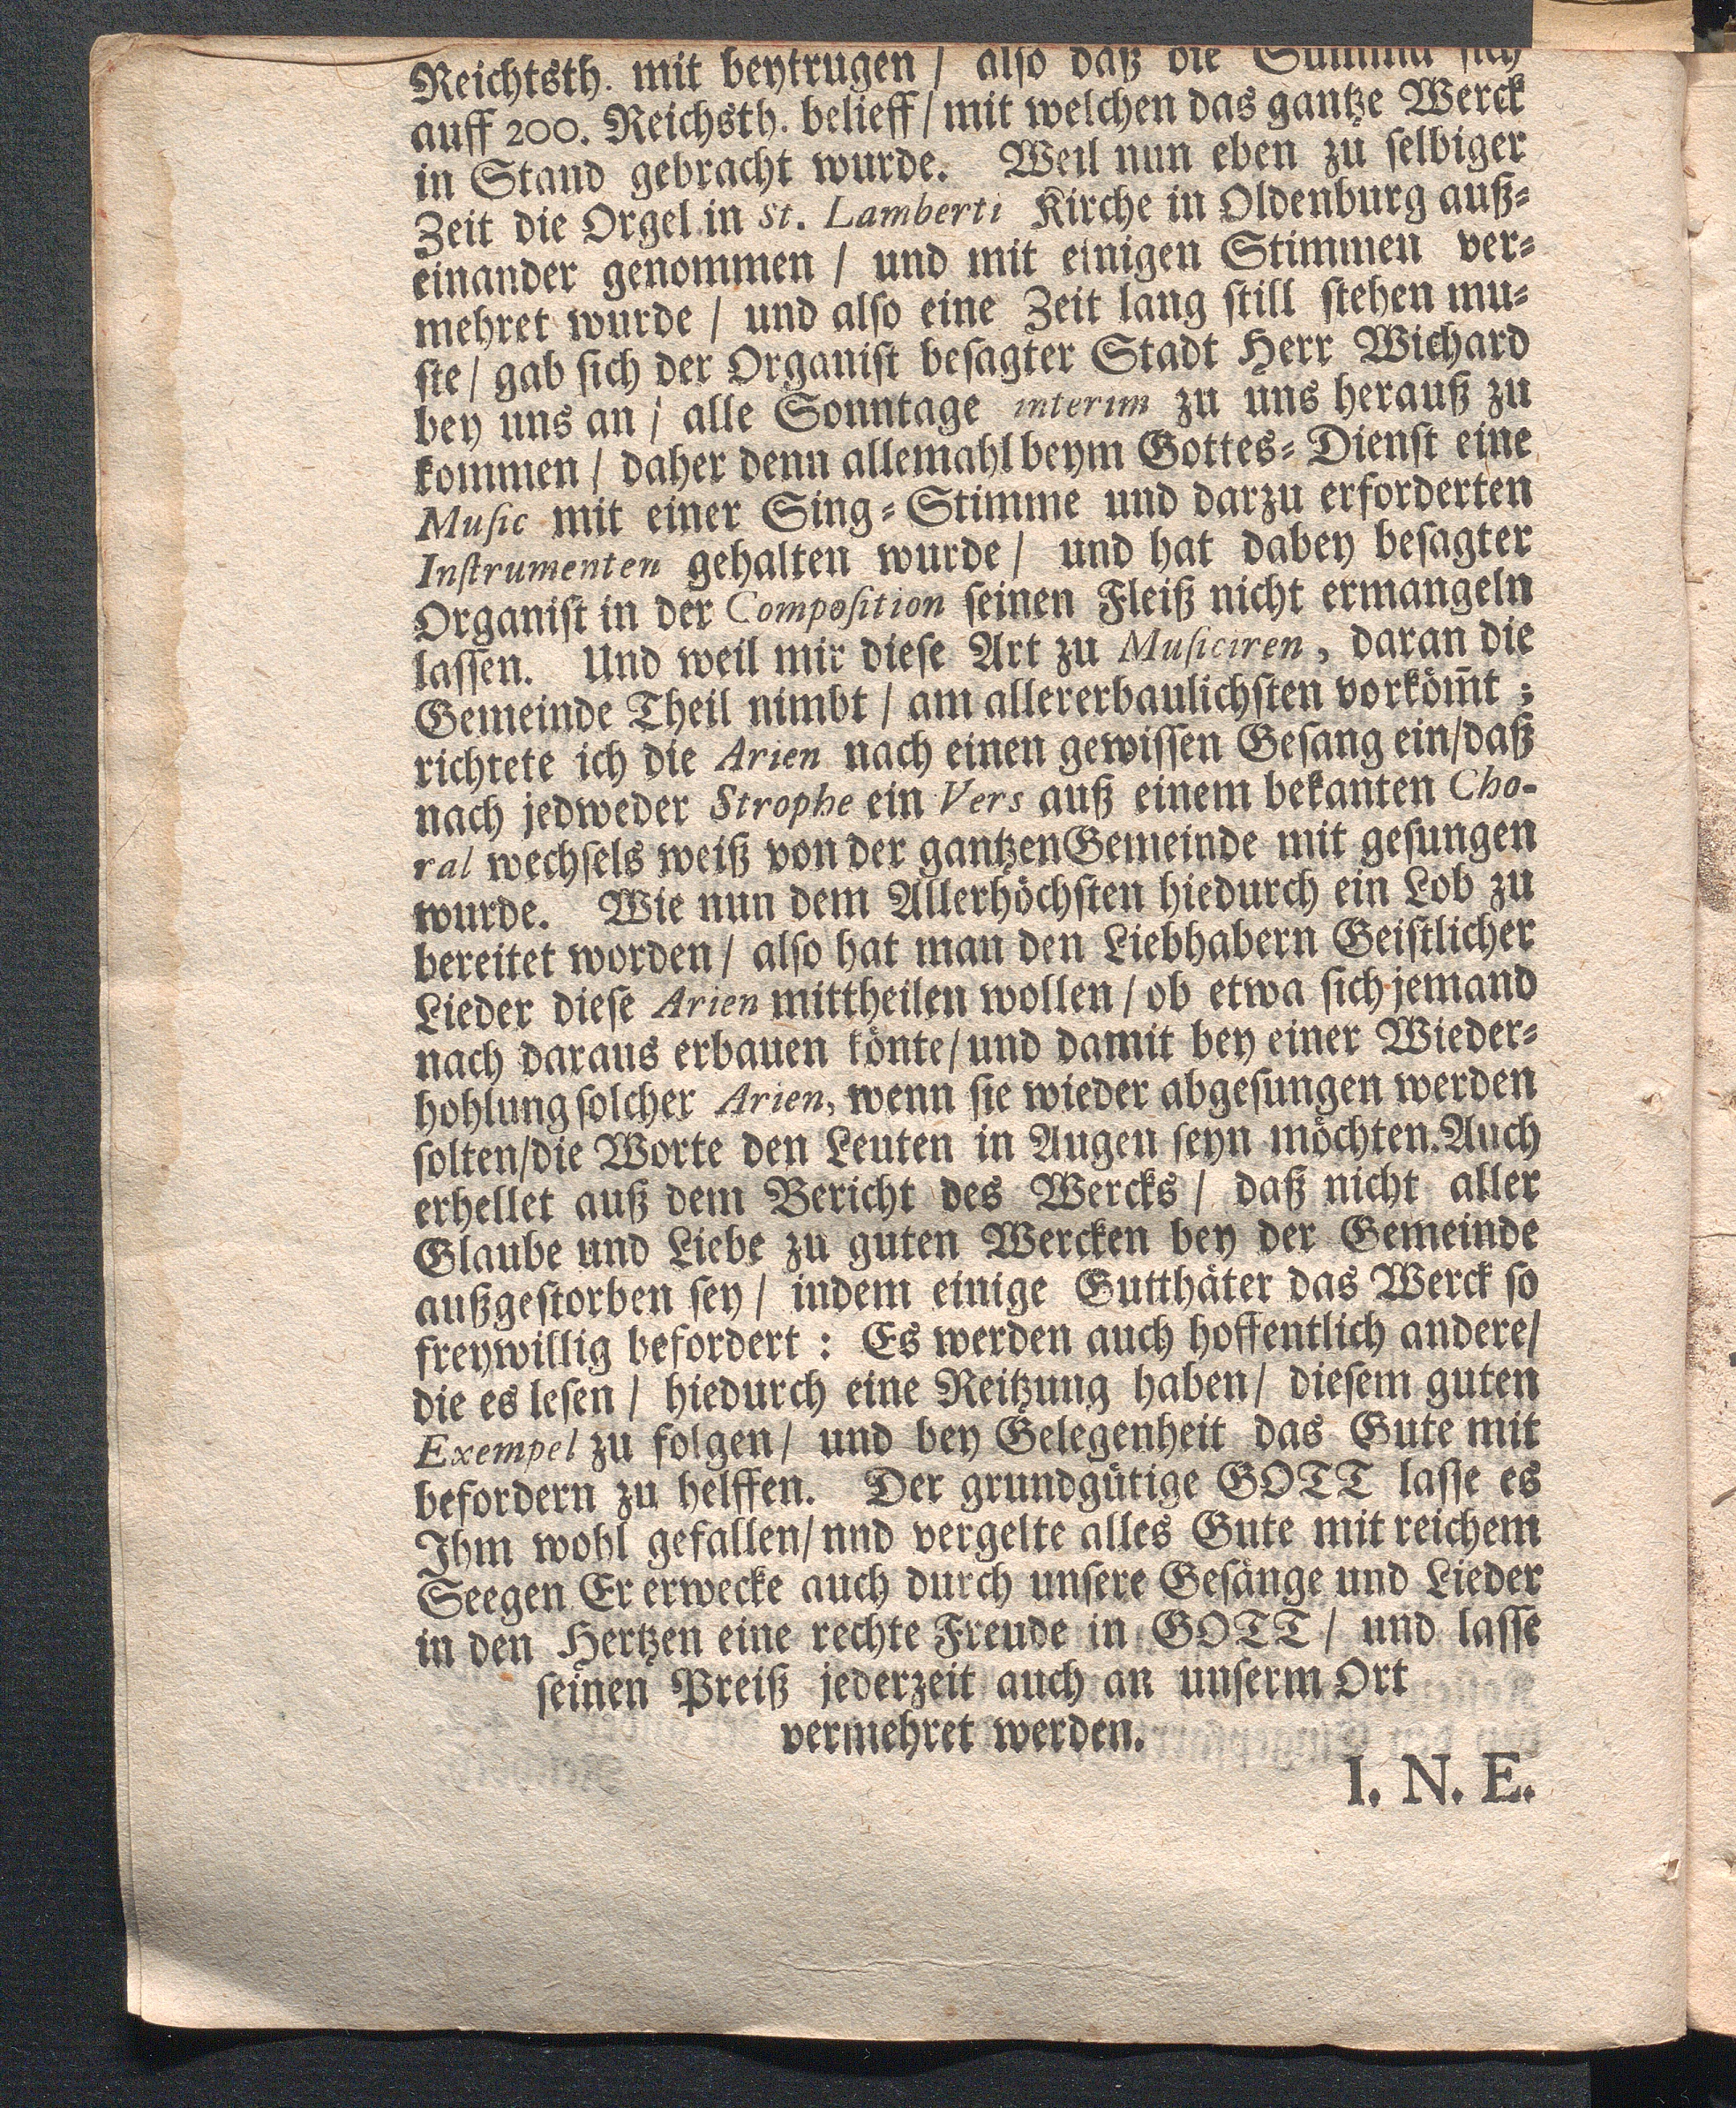 Reichtsth. mit beytrugen / also daß die Summa sich
auff 200. Reichsth. belieff / mit welchen das gantze Werck
in Stand gebracht wurde. Weil nun eben zu selbiger
Zeit die Orgel in St. Lamberti Kirche in Oldenburg auß-
einander genommen / und mit einigen Stimmen ver-
mehret wurde / und also eine Zeit lang still stehen mu-
ste / gab sich der Organist besagter Stadt Herr Wichard
bey uns an / alle Sonntage interim zu uns herauß zu
kommen / daher denn allemahl beym Gottes-Dienst eine
Music mit einer Sing-Stimme und darzu erforderten
Instrumenten gehalten wurde / und hat dabey besagter
Organist in der Composition seinen Fleiß nicht ermangeln
lassen. Und weil mir diese Art zu Musiciren, daran die
Gemeinde Theil nimbt / am allererbaulichsten vorköm̃t ;
richtete ich die Arien nach einen gewissen Gesang ein/daß
nach jedweder Strophe ein Vers auß einem bekanten Cho-
ral wechsels weiß von der gantzen Gemeinde mit gesungen
wurde. Wie nun dem Allerhöchsten hiedurch ein Lob zu
bereitet worden / also hat man den Liebhabern Geistlicher
Lieder diese Arien mittheilen wollen / ob etwa sich jemand
nach daraus erbauen könte/und damit bey einer Wieder-
hohlung solcher Arien, wenn sie wieder abgesungen werden
solten/die Worte den Leuten in Augen seyn möchten. Auch
erhellet auß dem Bericht des Wercks / daß nicht aller
Glaube und Liebe zu guten Wercken bey der Gemeinde
außgestorben sey / indem einige Gutthäter das Werck so
freywillig befordert : Es werden auch hoffentlich andere/
die es lesen / hiedurch eine Reitzung haben / diesem guten
Exempel zu folgen/ und bey Gelegenheit das Gute mit
befordern zu helffen. Der grundgütige GOTT lasse es
Ihm wohl gefallen/ nnd vergelte alles Gute mit reichem
Seegen Er erwecke auch durch unsere Gesänge und Lieder
in den Hertzen eine rechte Freude in GOTT / und lasse
seinen Preiß jederzeit auch an unserm Ort
vermehret werden.
I. N. E.